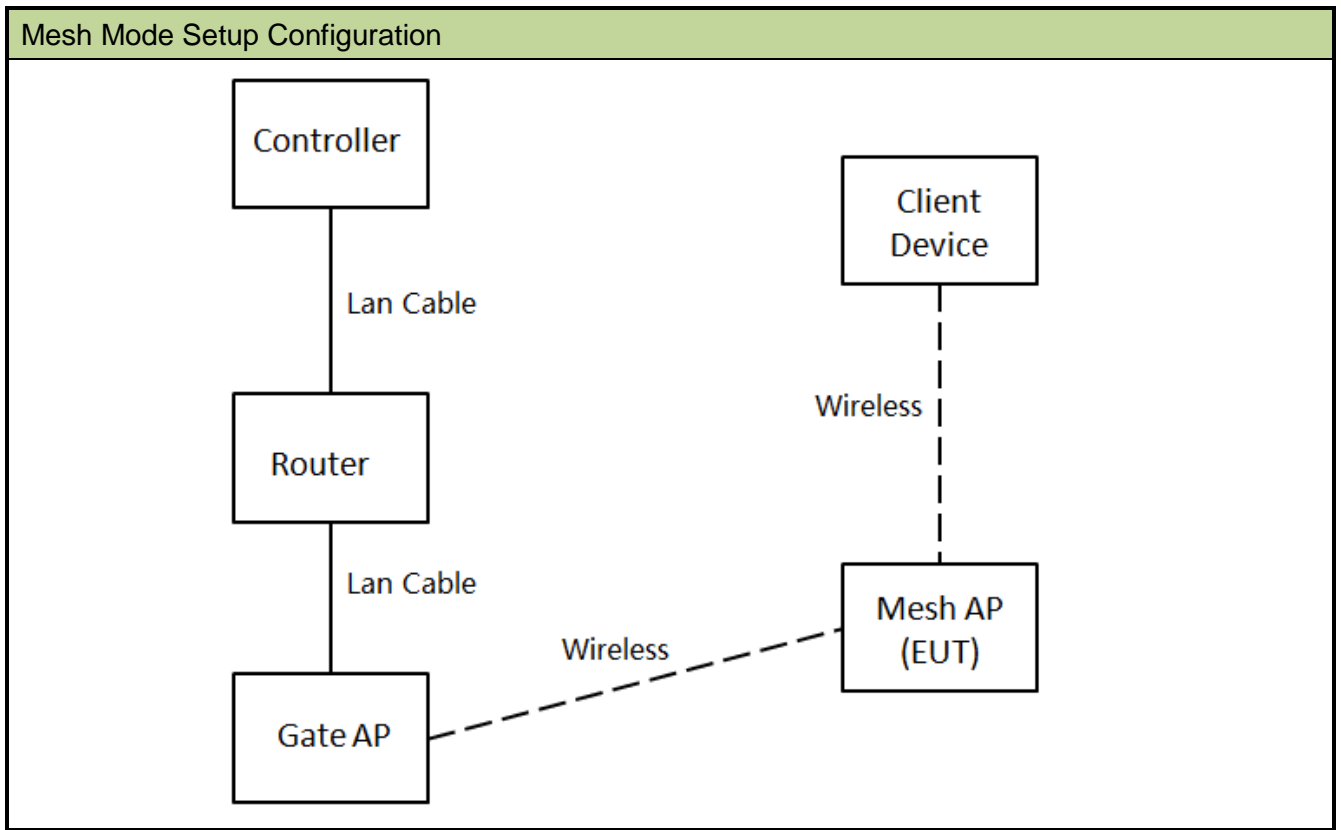 Mesh Mode Setup Configuration
Controller
Client
Device
Lan Cable
Wireless
Router
Lan Cable
Mesh AP
(EUT)
Wireless
Gate AP